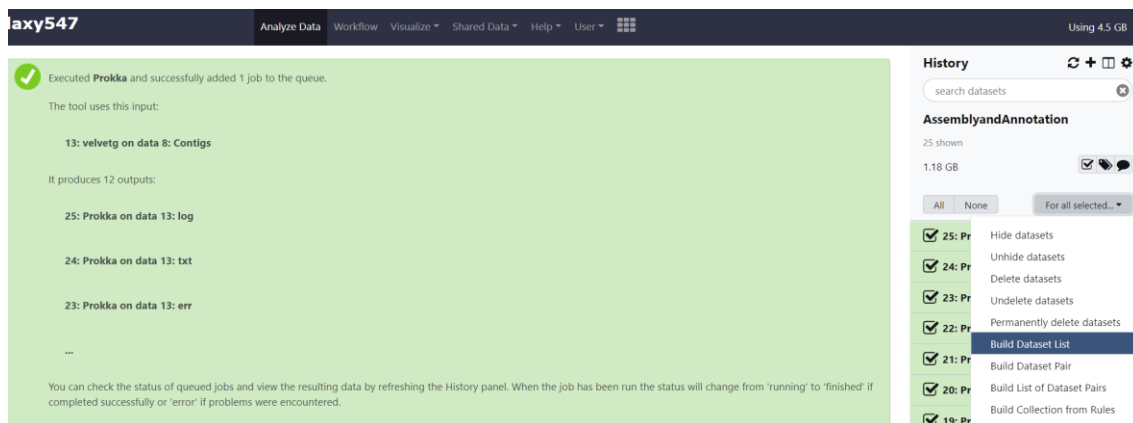 laxy547
Analyze Data Workflow Visualize Shared Data Help User
Using 4.5 GB
Executed Prokka and successfully added 1 job to the queue.
The tool uses this input:
13: velvetg on data 8: Contigs
It produces 12 outputs:
25: Prokka on data 13: log
24: Prokka on data 13: txt
23: Prokka on data 13: err
...
You can check the status of queued jobs and view the resulting data by refreshing the History panel. When the job has been run the status will change from 'running' to 'finished' if
completed successfully or 'error' if problems were encountered.
History
search datasets
AssemblyandAnnotation
25 shown
1.18 GB
All None For all selected...
25: Pr
24: Pr
23: Pr
22: Pr
21: Pr
20: Pr
19: Pr
Hide datasets
Unhide datasets
Delete datasets
Undelete datasets
Permanently delete datasets
Build Dataset List
Build Dataset Pair
Build List of Dataset Pairs
Build Collection from Rules